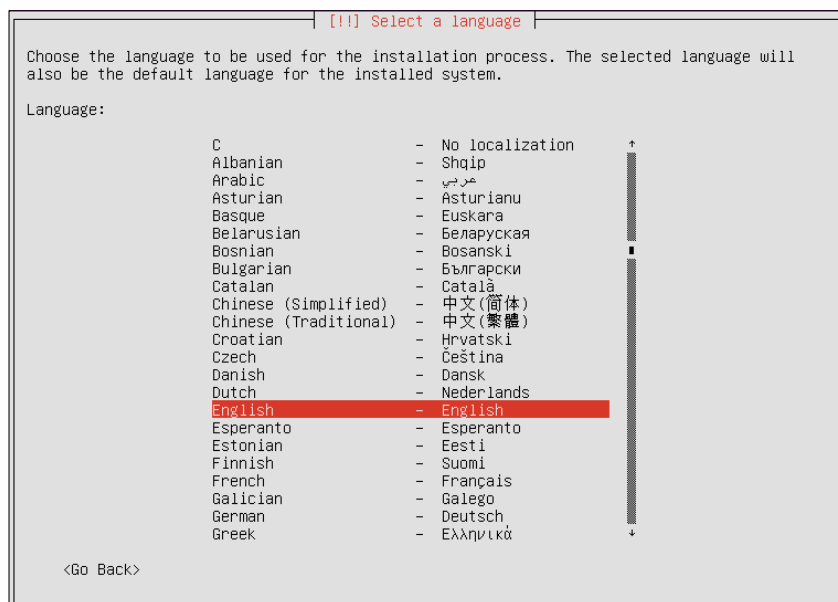 [!!] Select a language
Choose the language to be used for the installation process. The selected language will
also be the default language for the installed system.
Language:
C - No localization
Albanian - Shqip
Arabic - عربي
Asturian - Asturianu
Basque - Euskara
Belarusian - Беларуская
Bosnian - Bosanski
Bulgarian - Български
Catalan - Català
Chinese (Simplified) - 中文(简体)
Chinese (Traditional) - 中文(繁體)
Croatian - Hrvatski
Czech - Čeština
Danish - Dansk
Dutch - Nederlands
English - English
Esperanto - Esperanto
Estonian - Eesti
Finnish - Suomi
French - Français
Galician - Galego
German - Deutsch
Greek - Ελληνικά
<Go Back>